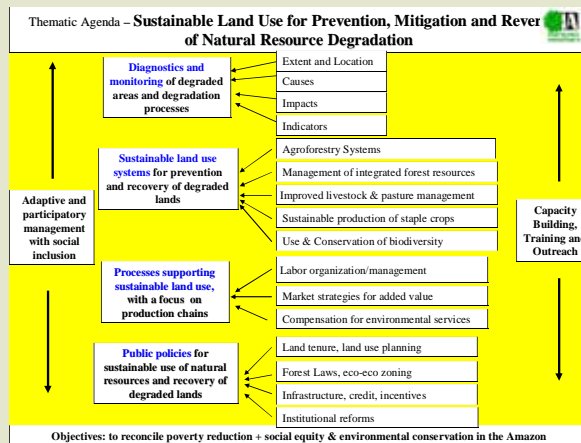 Thematic Agenda – Sustainable Land Use for Prevention, Mitigation and Rever
of Natural Resource Degradation
Diagnostics and
monitoring of degraded
areas and degradation
processes
Extent and Location
Causes
Impacts
Indicators
Sustainable land use
systems for prevention
and recovery of degraded
lands
Agroforestry Systems
Management of integrated forest resources
Improved livestock & pasture management
Sustainable production of staple crops
Use & Conservation of biodiversity
Adaptive and
participatory
management
with social
inclusion
Capacity
Building,
Training and
Outreach
Processes supporting
sustainable land use,
with a focus on
production chains
Labor organization/management
Market strategies for added value
Compensation for environmental services
Public policies for
sustainable use of natural
resources and recovery of
degraded lands
Land tenure, land use planning
Forest Laws, eco-eco zoning
Infrastructure, credit, incentives
Institutional reforms
Objectives: to reconcile poverty reduction + social equity & environmental conservation in the Amazon